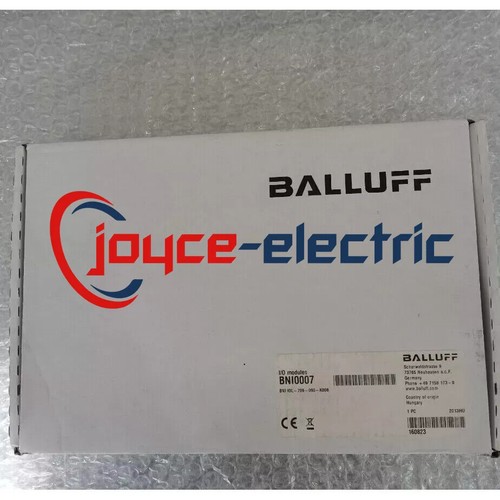 BALLUFF
joyce-electric
I/O modules
BNI0007
BALLUFF
Schurwaldstrasse 9
73765 Neuhausen a.d.F.
Germany
www.balluff.com
Country of origin
Hungary
1 PC
CE
160823